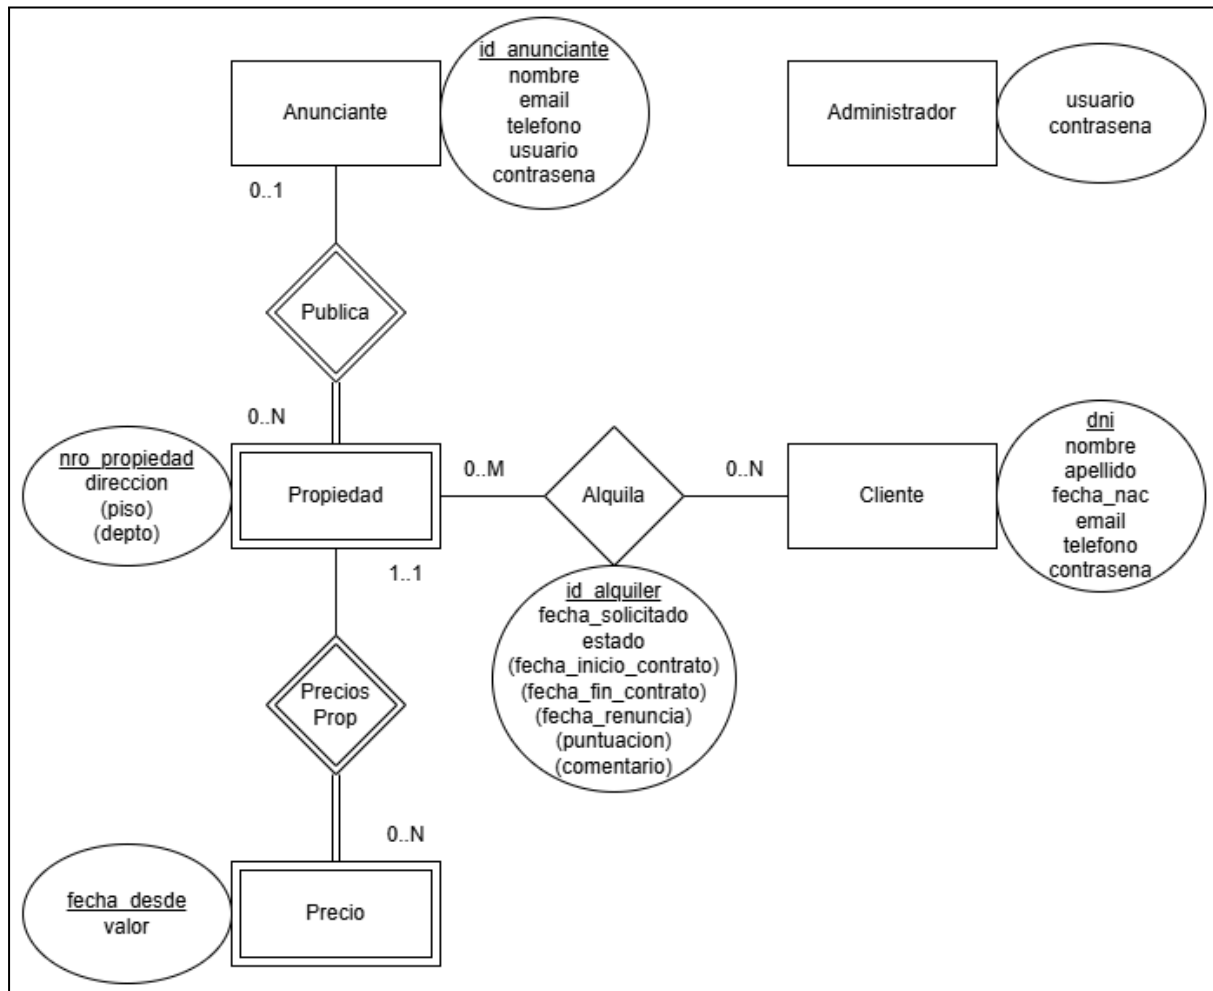 Anunciante
id_anunciante
nombre
email
telefono
usuario
contrasena
Administrador
usuario
contrasena
0..1
Publica
0..N
nro_propiedad
direccion
(piso)
(depto)
Propiedad
0..M
Alquila
0..N
Cliente
dni
nombre
apellido
fecha_nac
email
telefono
contrasena
1..1
id_alquiler
fecha_solicitado
estado
(fecha_inicio_contrato)
(fecha_fin_contrato)
(fecha_renuncia)
(puntuacion)
(comentario)
Precios
Prop
0..N
fecha_desde
valor
Precio